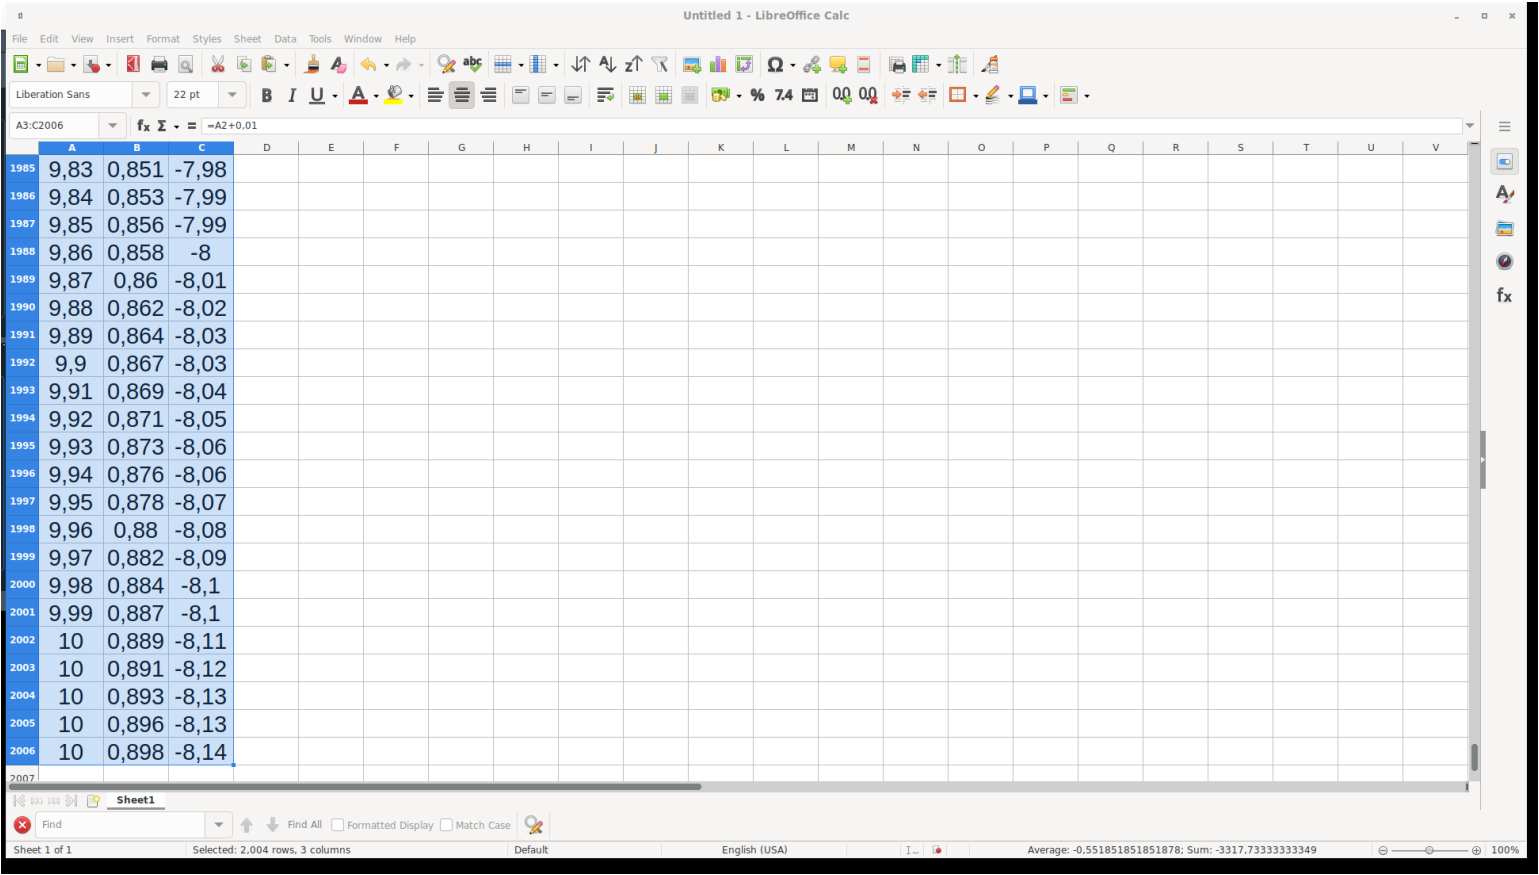 Untitled 1 - LibreOffice Calc
File Edit View Insert Format Styles Sheet Data Tools Window Help
Liberation Sans 22 pt B I U A % 7.4 0.0 0.0
A3:C2006 fx Σ = =A2+0,01
A B C D E F G H I J K L M N O P Q R S T U V
1985 9,83 0,851 -7,98
1986 9,84 0,853 -7,99
1987 9,85 0,856 -7,99
1988 9,86 0,858 -8
1989 9,87 0,86 -8,01
1990 9,88 0,862 -8,02
1991 9,89 0,864 -8,03
1992 9,9 0,867 -8,03
1993 9,91 0,869 -8,04
1994 9,92 0,871 -8,05
1995 9,93 0,873 -8,06
1996 9,94 0,876 -8,06
1997 9,95 0,878 -8,07
1998 9,96 0,88 -8,08
1999 9,97 0,882 -8,09
2000 9,98 0,884 -8,1
2001 9,99 0,887 -8,1
2002 10 0,889 -8,11
2003 10 0,891 -8,12
2004 10 0,893 -8,13
2005 10 0,896 -8,13
2006 10 0,898 -8,14
2007
Sheet1
Find Find All Formatted Display Match Case
Sheet 1 of 1 Selected: 2,004 rows, 3 columns Default English (USA) Average: -0,551851851851878; Sum: -3317,73333333349 100%